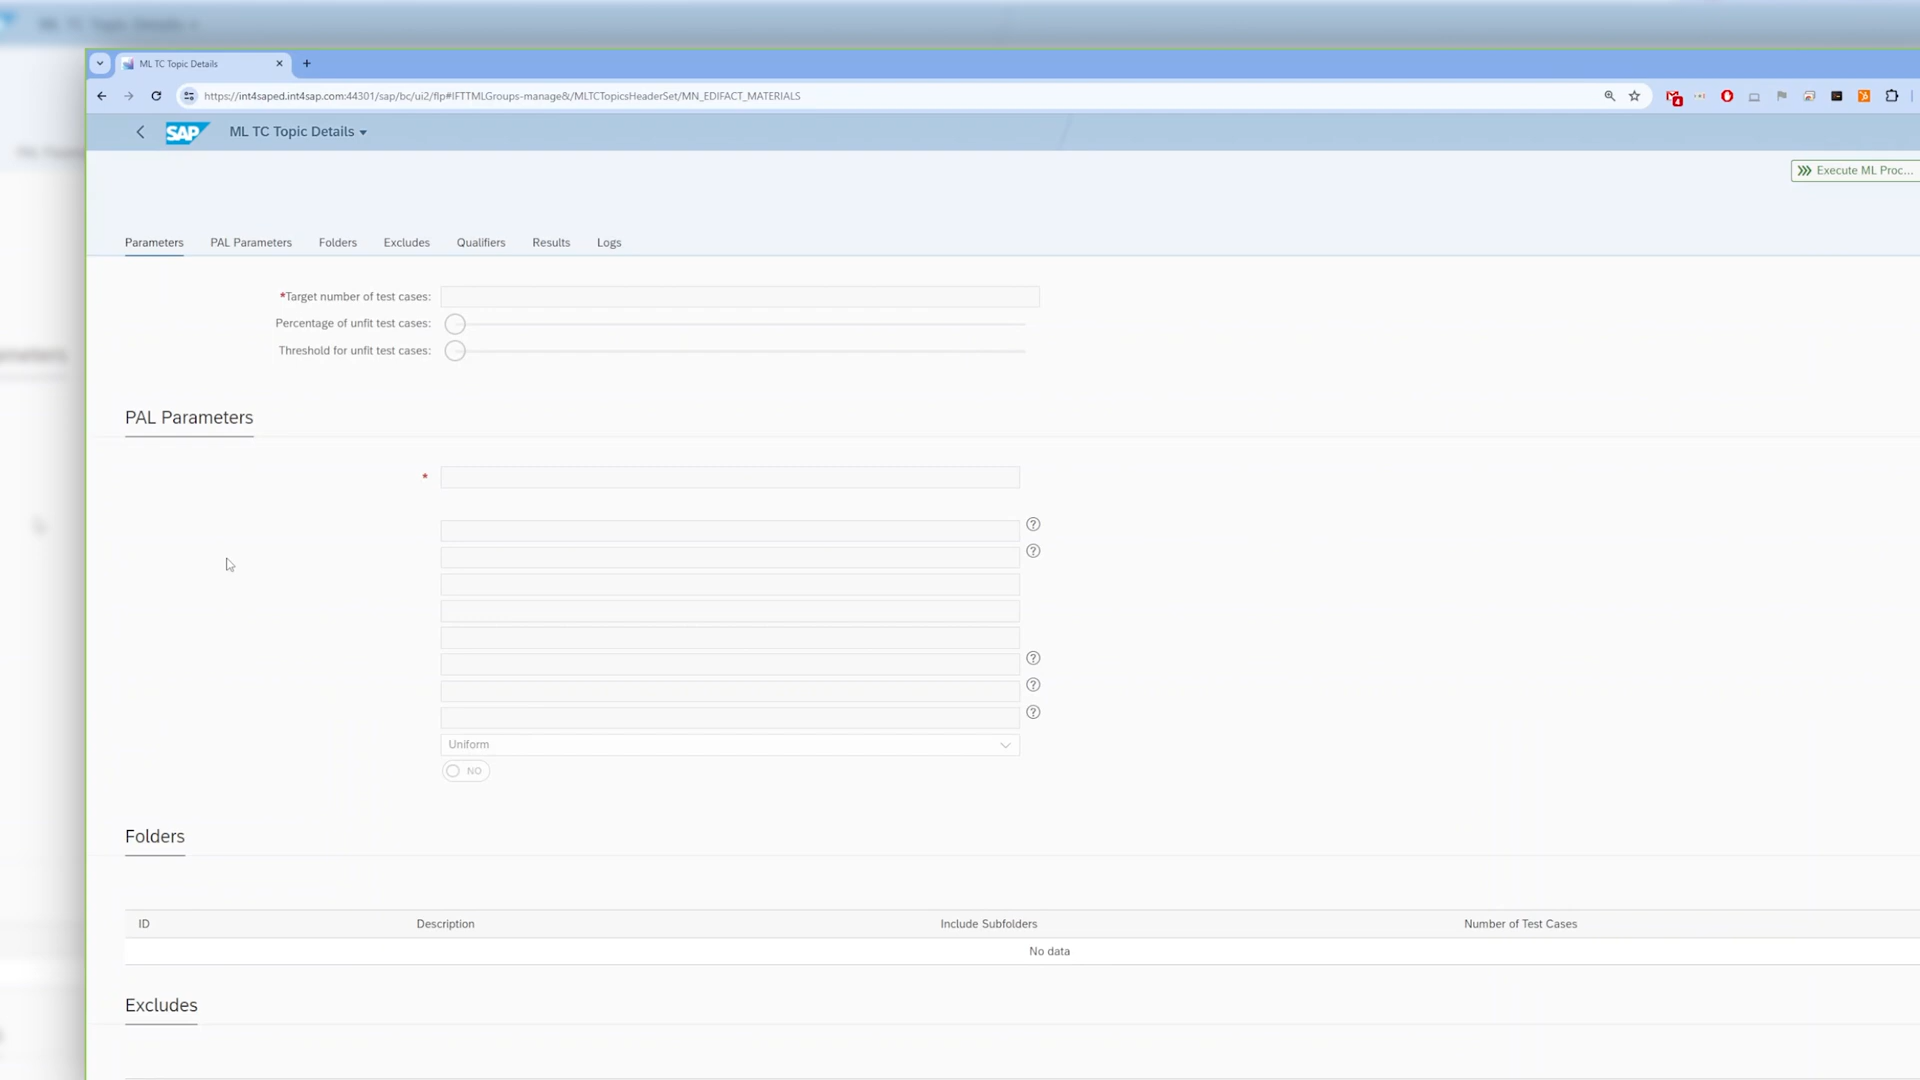 ML TC Topic Details
https://int4saped.int4sap.com:44301/sap/bc/ui2/flp#IFTTMLGroups-manage&/MLTCTopicsHeaderSet/MN_EDIFACT_MATERIALS
SAP ML TC Topic Details
Execute ML Proc...
Parameters PAL Parameters Folders Excludes Qualifiers Results Logs
*Target number of test cases:
Percentage of unfit test cases:
Threshold for unfit test cases:
PAL Parameters
*
Uniform
NO
Folders
ID Description Include Subfolders Number of Test Cases
No data
Excludes